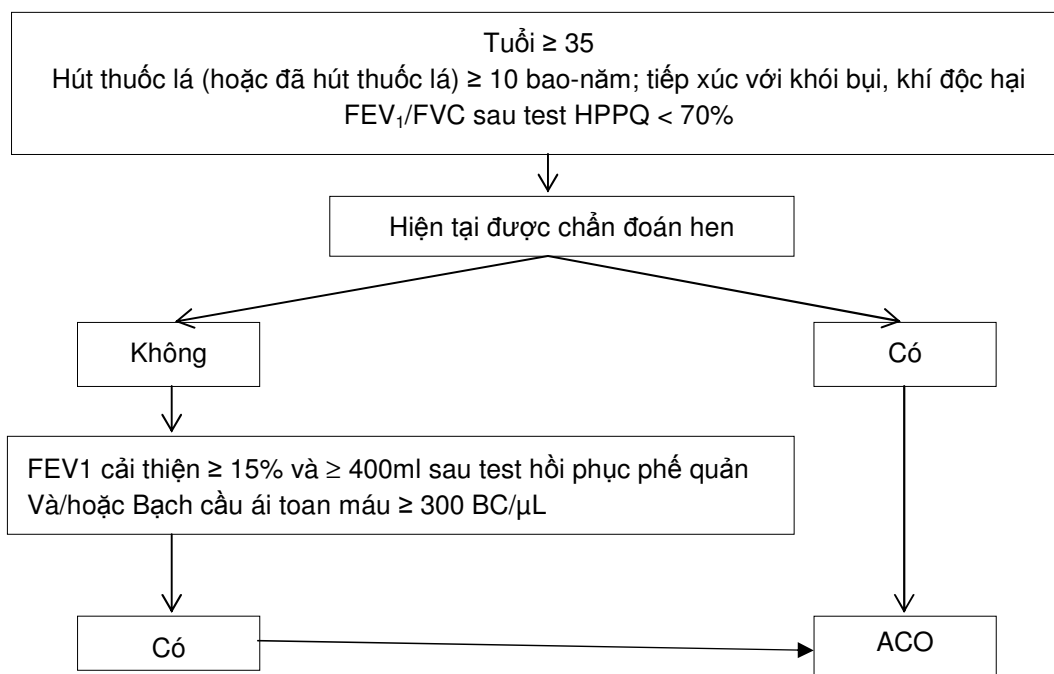 Tuổi ≥ 35
Hút thuốc lá (hoặc đã hút thuốc lá) ≥ 10 bao-năm; tiếp xúc với khói bụi, khí độc hại
FEV₁/FVC sau test HPPQ < 70%
Hiện tại được chẩn đoán hen
Không
Có
FEV1 cải thiện ≥ 15% và ≥ 400ml sau test hồi phục phế quản
Và/hoặc Bạch cầu ái toan máu ≥ 300 BC/µL
Có
ACO